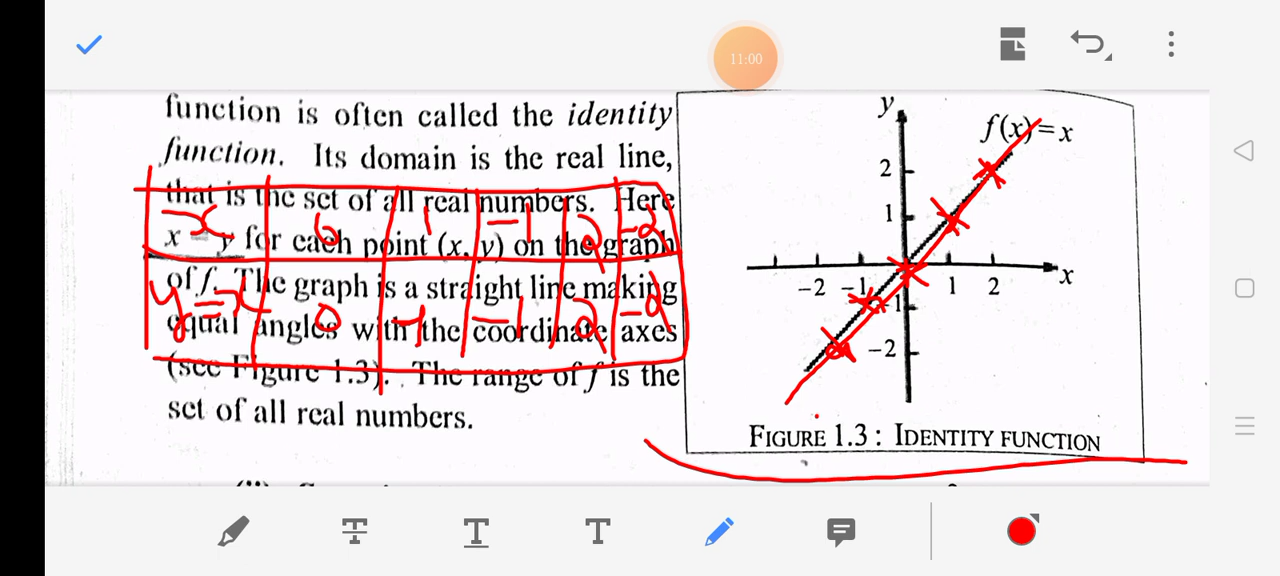 11:00
function is often called the identity
function. Its domain is the real line,
that is the set of all real numbers. Here
x = y for each point (x, y) on the graph
of f. The graph is a straight line making
equal angles with the coordinate axes
(see Figure 1.3). The range of f is the
set of all real numbers.
x 0 1 -1 2 -2
y = x 0 1 -1 2 -2
y
f(x)=x
2
1
-2 -1 1 2 x
-1
-2
FIGURE 1.3 : IDENTITY FUNCTION
T T T